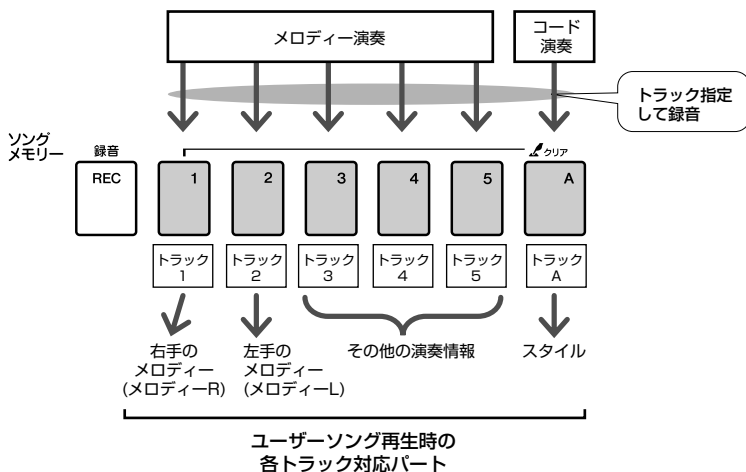 メロディー演奏
コード
演奏
トラック指定
して録音
ソング
メモリー
録音
クリア
REC
1
2
3
4
5
A
トラック
1
トラック
2
トラック
3
トラック
4
トラック
5
トラック
A
右手の
メロディー
(メロディーR)
左手の
メロディー
(メロディーL)
その他の演奏情報
スタイル
ユーザーソング再生時の
各トラック対応パート